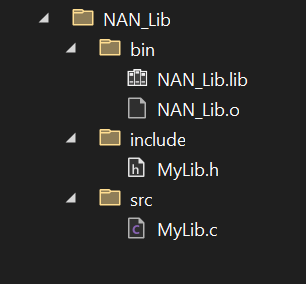 NAN_Lib
bin
NAN_Lib.lib
NAN_Lib.o
include
MyLib.h
src
MyLib.c